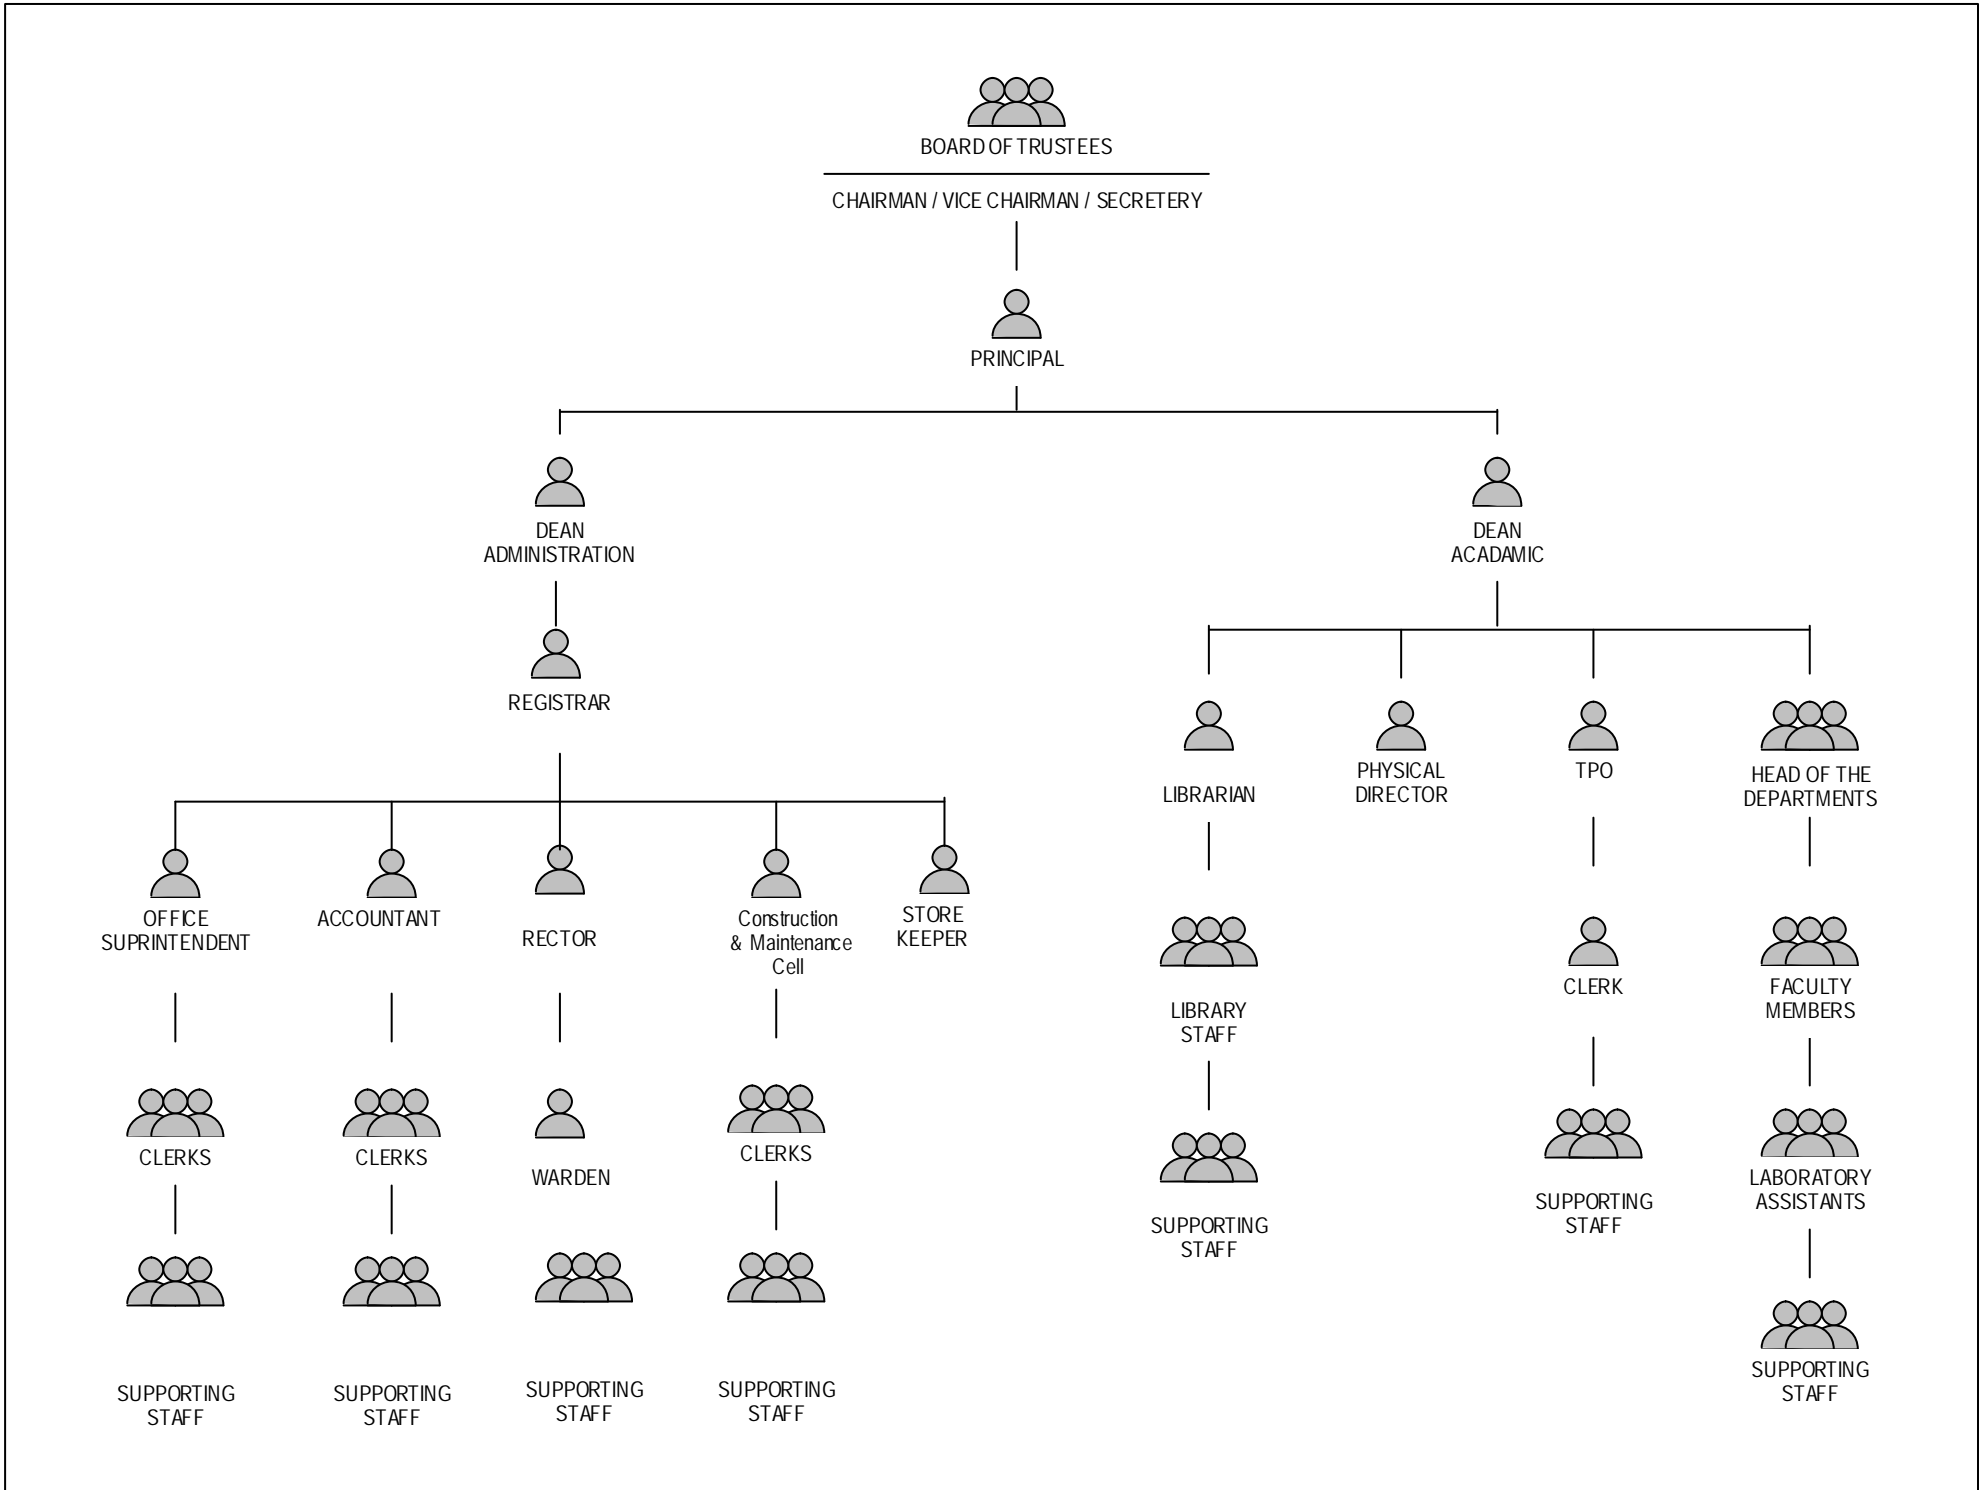 BOARD OF TRUSTEES
CHAIRMAN / VICE CHAIRMAN / SECRETERY
PRINCIPAL
DEAN
ADMINISTRATION
DEAN
ACADAMIC
REGISTRAR
LIBRARIAN
PHYSICAL
DIRECTOR
TPO
HEAD OF THE
DEPARTMENTS
OFFICE
SUPRINTENDENT
ACCOUNTANT
RECTOR
Construction
& Maintenance
Cell
STORE
KEEPER
LIBRARY
STAFF
CLERK
FACULTY
MEMBERS
CLERKS
CLERKS
WARDEN
CLERKS
SUPPORTING
STAFF
SUPPORTING
STAFF
LABORATORY
ASSISTANTS
SUPPORTING
STAFF
SUPPORTING
STAFF
SUPPORTING
STAFF
SUPPORTING
STAFF
SUPPORTING
STAFF